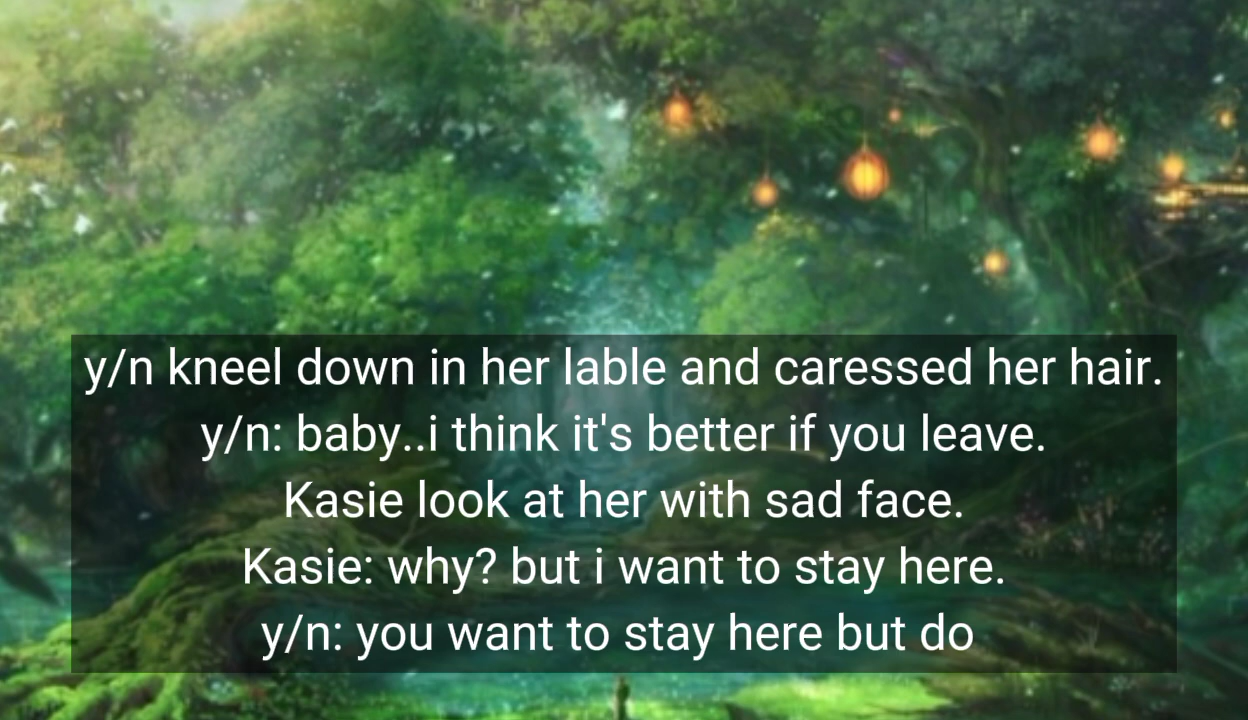 y/n kneel down in her lable and caressed her hair.
y/n: baby..i think it's better if you leave.
Kasie look at her with sad face.
Kasie: why? but i want to stay here.
y/n: you want to stay here but do